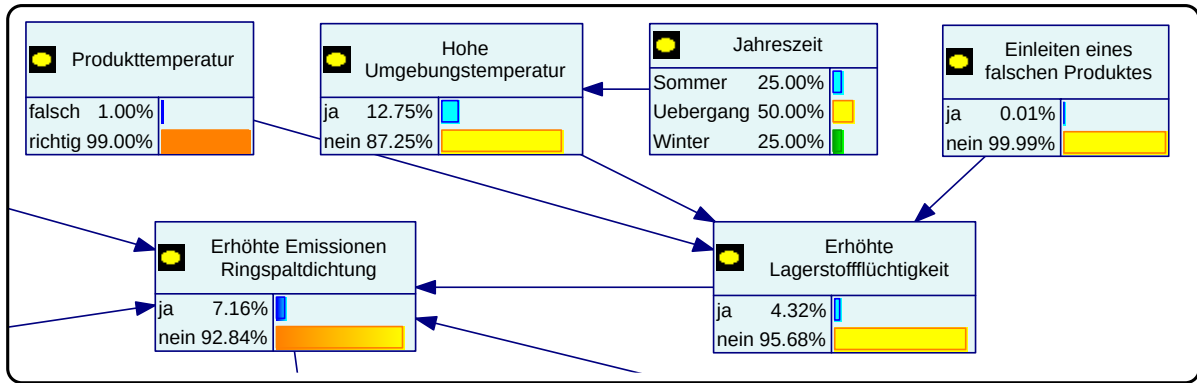 Produkttemperatur
falsch 1.00%
richtig 99.00%
Hohe
Umgebungstemperatur
ja 12.75%
nein 87.25%
Jahreszeit
Sommer 25.00%
Uebergang 50.00%
Winter 25.00%
Einleiten eines
falschen Produktes
ja 0.01%
nein 99.99%
Erhöhte Emissionen
Ringspaltdichtung
ja 7.16%
nein 92.84%
Erhöhte
Lagerstoffflüchtigkeit
ja 4.32%
nein 95.68%